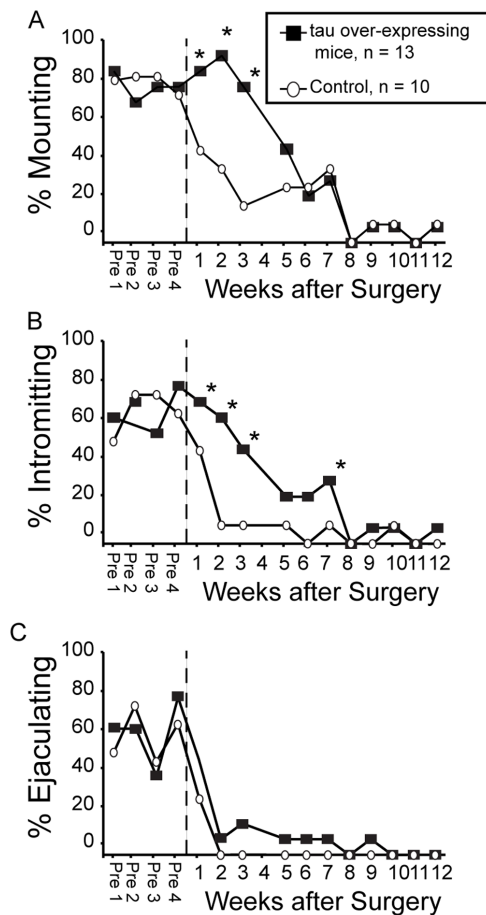 A
tau over-expressing
mice, n = 13
Control, n = 10
% Mounting
100
80
60
40
20
0
Pre 1
Pre 2
Pre 3
Pre 4
1 2 3 4 5 6 7 8 9 10 11 12
* * *
Weeks after Surgery
B
% Intromitting
100
80
60
40
20
0
Pre 1
Pre 2
Pre 3
Pre 4
1 2 3 4 5 6 7 8 9 10 11 12
* * * *
Weeks after Surgery
C
% Ejaculating
100
80
60
40
20
0
Pre 1
Pre 2
Pre 3
Pre 4
1 2 3 4 5 6 7 8 9 10 11 12
Weeks after Surgery